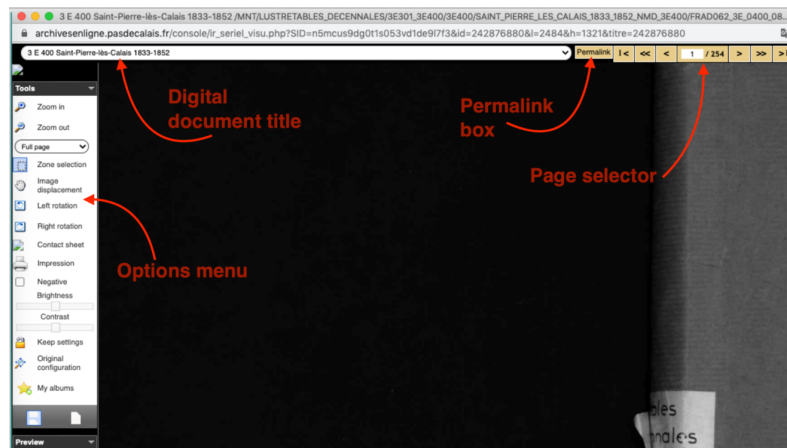 3 E 400 Saint-Pierre-lès-Calais 1833-1852 /MNT/LUSTRETABLES_DECENNALES/3E301_3E400/3E400/SAINT_PIERRE_LES_CALAIS_1833_1852_NMD_3E400/FRAD062_3E_0400_08...
archivesenligne.pasdecalais.fr/console/ir_seriel_visu.php?SID=n5mcus9dg0t1s053vd1de9l7f3&id=242876880&l=2484&h=1321&titre=242876880
3 E 400 Saint-Pierre-lès-Calais 1833-1852
Permalink
I < << < 1 / 254 > >> >
Tools
Zoom in
Zoom out
Full page
Zone selection
Image
displacement
Left rotation
Right rotation
Contact sheet
Impression
Negative
Brightness
Contrast
Keep settings
Original
configuration
My albums
Preview
Digital
document title
Permalink
box
Page selector
Options menu